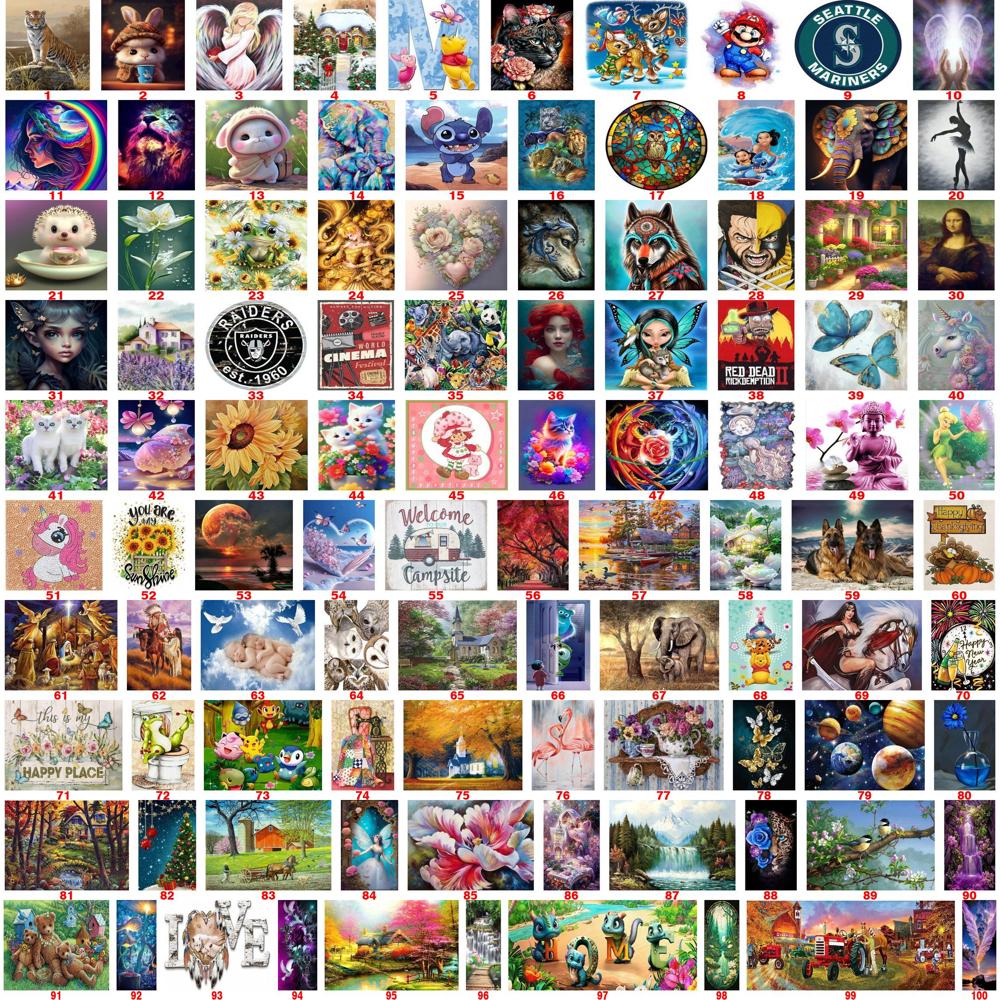 SEATTLE
S
MARINERS
M
1 2 3 4 5 6 7 8 9 10
11 12 13 14 15 16 17 18 19 20
21 22 23 24 25 26 27 28 29 30
RAIDERS
RAIDERS
est. 1960
WORLD
CINEMA
Festival
RED DEAD
RICKDEMPTION
II
31 32 33 34 35 36 37 38 39 40
41 42 43 44 45 46 47 48 49 50
YOU ARE
MY
SunShine
Welcome
Campsite
Happy
Thanksgiving
51 52 53 54 55 56 57 58 59 60
Happy
New
Year
61 62 63 64 65 66 67 68 69 70
this is my
HAPPY PLACE
71 72 73 74 75 76 77 78 79 80
81 82 83 84 85 86 87 88 89 90
LOVE
HOME
91 92 93 94 95 96 97 98 99 100